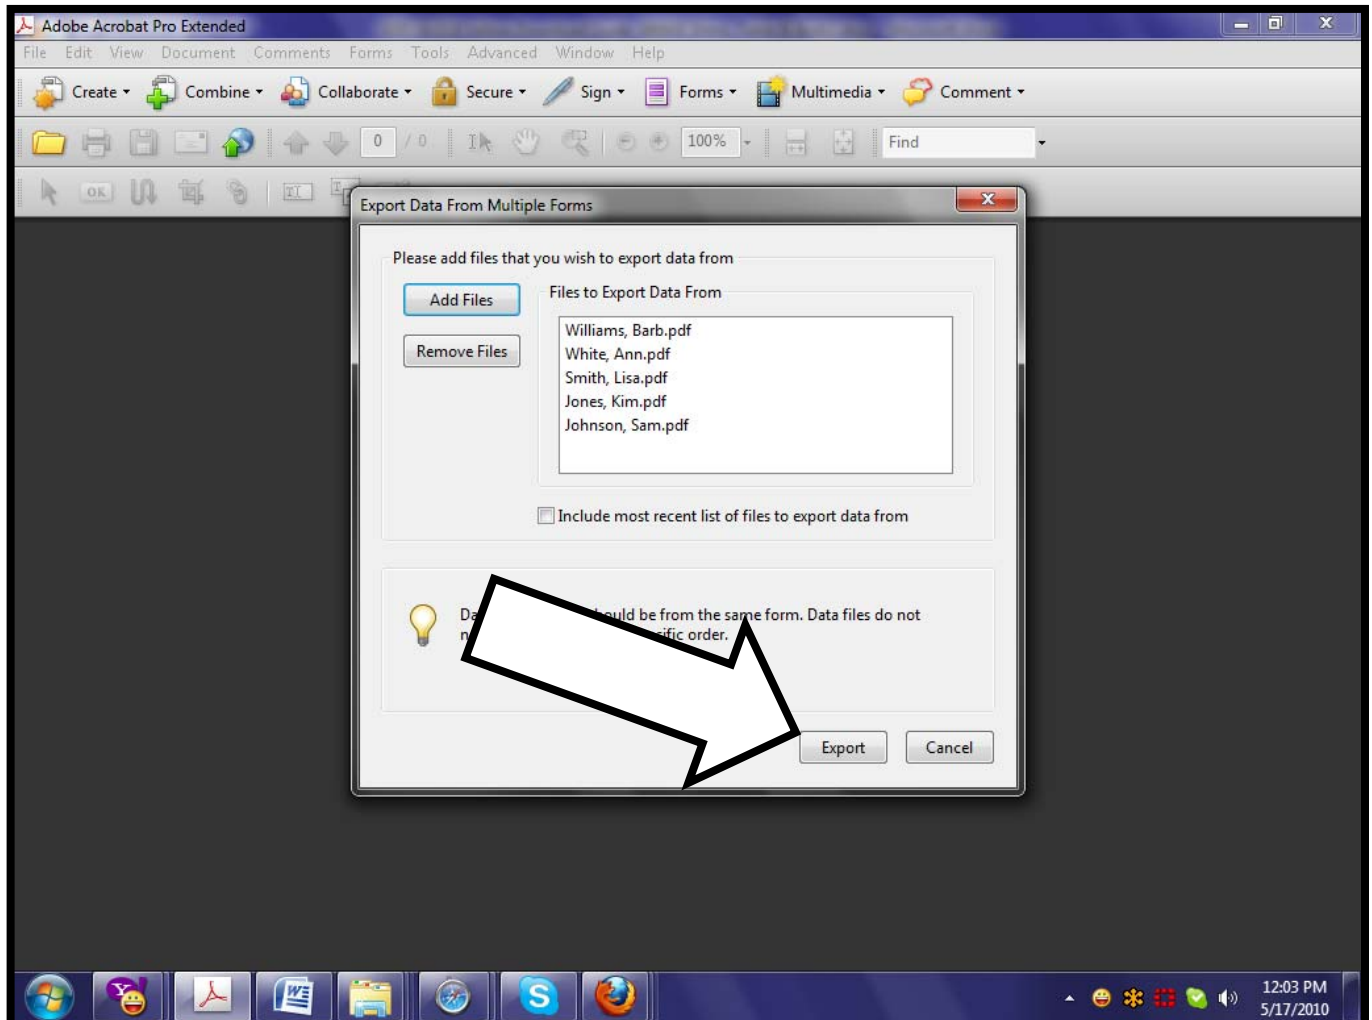 Adobe Acrobat Pro Extended
File Edit View Document Comments Forms Tools Advanced Window Help
Create Combine Collaborate Secure Sign Forms Multimedia Comment
0 / 0 100% Find
OK
Export Data From Multiple Forms
Please add files that you wish to export data from
Add Files
Files to Export Data From
Remove Files
Williams, Barb.pdf
White, Ann.pdf
Smith, Lisa.pdf
Jones, Kim.pdf
Johnson, Sam.pdf
Include most recent list of files to export data from
be from the same form. Data files do not
order.
Export Cancel
12:03 PM
5/17/2010